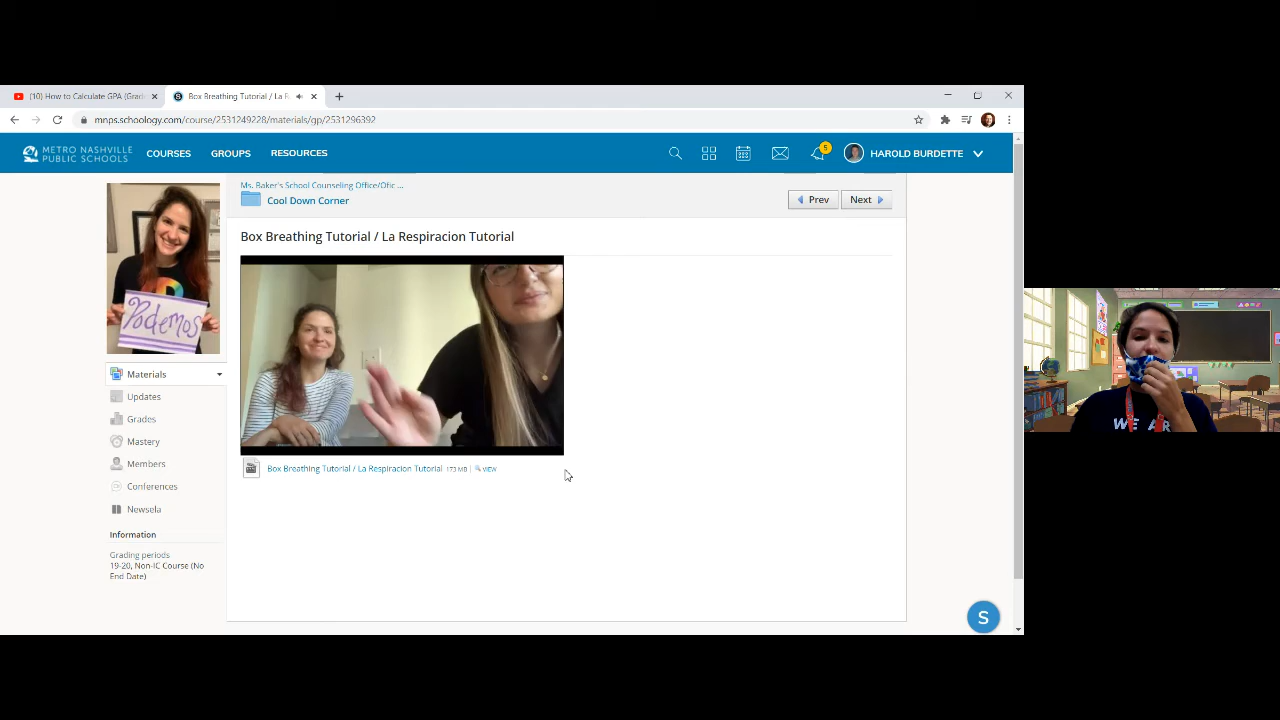 (10) How to Calculate GPA (Grad
Box Breathing Tutorial / La R
mnps.schoology.com/course/2531249228/materials/gp/2531296392
METRO NASHVILLE
PUBLIC SCHOOLS
COURSES
GROUPS
RESOURCES
5
HAROLD BURDETTE
Ms. Baker's School Counseling Office/Ofic ...
Cool Down Corner
Prev
Next
Box Breathing Tutorial / La Respiracion Tutorial
Podemos
Materials
Updates
Grades
Mastery
Members
Conferences
Newsela
Information
Grading periods
19-20, Non-IC Course (No
End Date)
Box Breathing Tutorial / La Respiracion Tutorial 173 MB | VIEW
S
WE AR